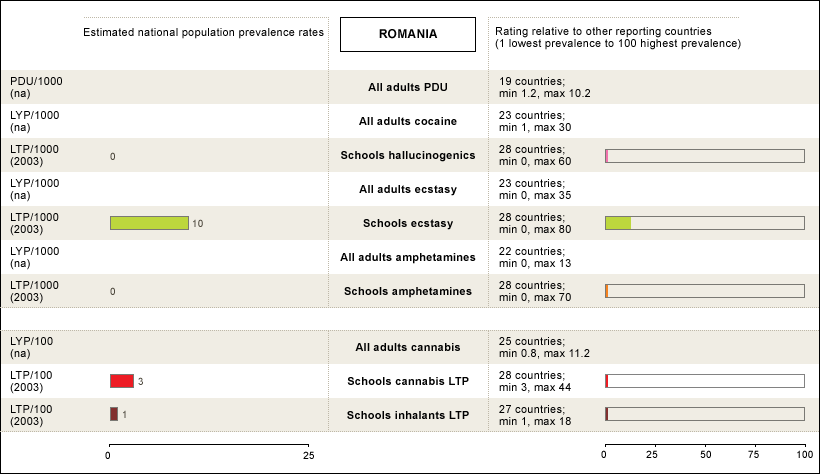 Estimated national population prevalence rates
ROMANIA
Rating relative to other reporting countries
(1 lowest prevalence to 100 highest prevalence)
PDU/1000
(na)
All adults PDU
19 countries;
min 1.2, max 10.2
LYP/1000
(na)
All adults cocaine
23 countries;
min 1, max 30
LTP/1000
(2003)
0
Schools hallucinogenics
28 countries;
min 0, max 60
LYP/1000
(na)
All adults ecstasy
23 countries;
min 0, max 35
LTP/1000
(2003)
10
Schools ecstasy
28 countries;
min 0, max 80
LYP/1000
(na)
All adults amphetamines
22 countries;
min 0, max 13
LTP/1000
(2003)
0
Schools amphetamines
28 countries;
min 0, max 70
LYP/100
(na)
All adults cannabis
25 countries;
min 0.8, max 11.2
LTP/100
(2003)
3
Schools cannabis LTP
28 countries;
min 3, max 44
LTP/100
(2003)
1
Schools inhalants LTP
27 countries;
min 1, max 18
0 25
0 25 50 75 100